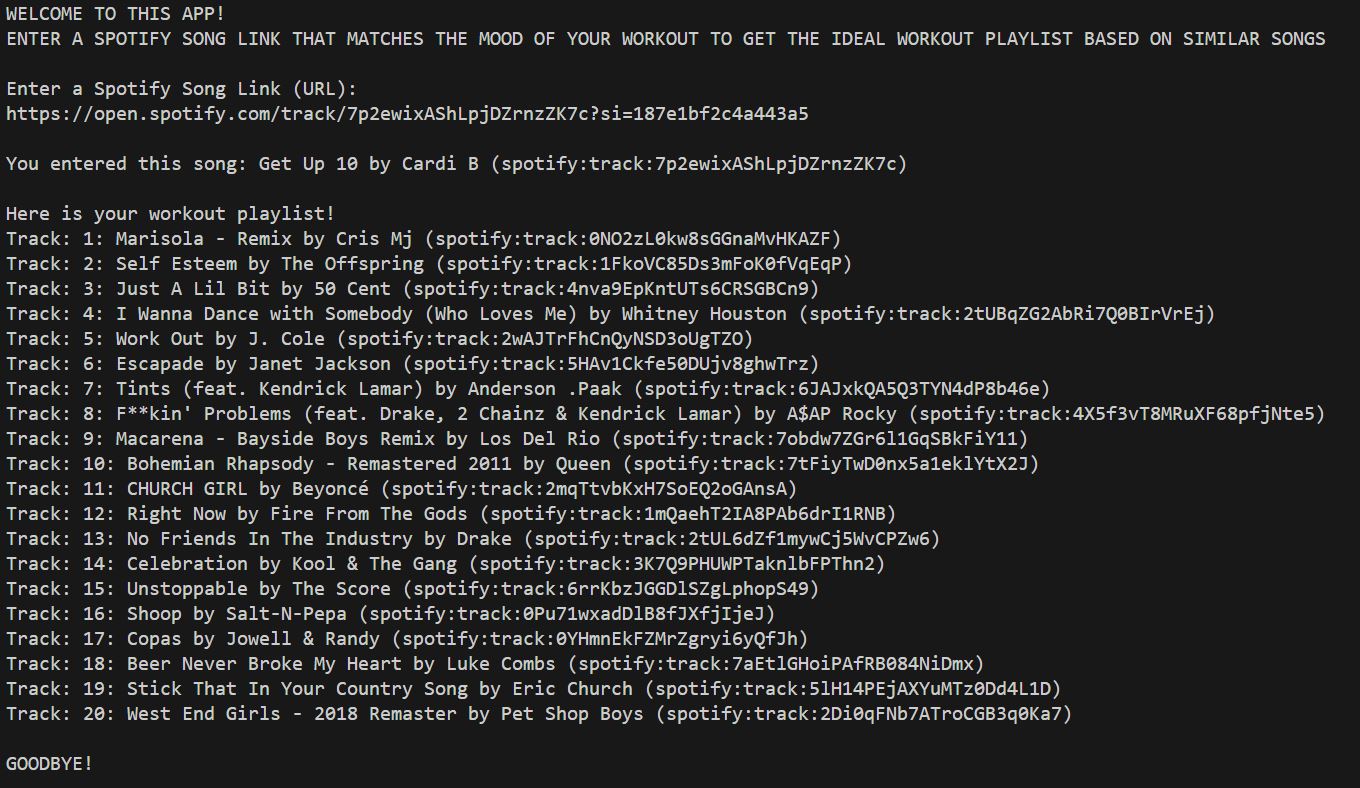 WELCOME TO THIS APP!
ENTER A SPOTIFY SONG LINK THAT MATCHES THE MOOD OF YOUR WORKOUT TO GET THE IDEAL WORKOUT PLAYLIST BASED ON SIMILAR SONGS
Enter a Spotify Song Link (URL):
https://open.spotify.com/track/7p2ewixAShLpjDZrnzZK7c?si=187e1bf2c4a443a5
You entered this song: Get Up 10 by Cardi B (spotify:track:7p2ewixAShLpjDZrnzZK7c)
Here is your workout playlist!
Track: 1: Marisola - Remix by Cris Mj (spotify:track:0NO2zL0kw8sGGnaMvHKAZF)
Track: 2: Self Esteem by The Offspring (spotify:track:1FkoVC85Ds3mFoK0fVqEqP)
Track: 3: Just A Lil Bit by 50 Cent (spotify:track:4nva9EpKntUTs6CRSGBCn9)
Track: 4: I Wanna Dance with Somebody (Who Loves Me) by Whitney Houston (spotify:track:2tUBqZG2AbRi7Q0BIrVrEj)
Track: 5: Work Out by J. Cole (spotify:track:2wAJTrFhCnQyNSD3oUgTZO)
Track: 6: Escapade by Janet Jackson (spotify:track:5HAv1Ckfe50DUjv8ghwTrz)
Track: 7: Tints (feat. Kendrick Lamar) by Anderson .Paak (spotify:track:6JAJxkQA5Q3TYN4dP8b46e)
Track: 8: F**kin' Problems (feat. Drake, 2 Chainz & Kendrick Lamar) by A$AP Rocky (spotify:track:4X5f3vT8MRuXF68pfjNte5)
Track: 9: Macarena - Bayside Boys Remix by Los Del Rio (spotify:track:7obdw7ZGr6l1GqSBkFiY11)
Track: 10: Bohemian Rhapsody - Remastered 2011 by Queen (spotify:track:7tFiyTwD0nx5a1eklYtX2J)
Track: 11: CHURCH GIRL by Beyoncé (spotify:track:2mqTtvbKxH7SoEQ2oGAnsA)
Track: 12: Right Now by Fire From The Gods (spotify:track:1mQaehT2IA8PAb6drI1RNB)
Track: 13: No Friends In The Industry by Drake (spotify:track:2tUL6dZf1mywCj5WvCPZw6)
Track: 14: Celebration by Kool & The Gang (spotify:track:3K7Q9PHUWPTaknlbFPThn2)
Track: 15: Unstoppable by The Score (spotify:track:6rrKbzJGGDlSZgLphopS49)
Track: 16: Shoop by Salt-N-Pepa (spotify:track:0Pu71wxadDlB8fJXfjIjeJ)
Track: 17: Copas by Jowell & Randy (spotify:track:0YHmnEkFZMrZgryi6yQfJh)
Track: 18: Beer Never Broke My Heart by Luke Combs (spotify:track:7aEtlGHoiPAfRB084NiDmx)
Track: 19: Stick That In Your Country Song by Eric Church (spotify:track:5lH14PEjAXYuMTz0Dd4L1D)
Track: 20: West End Girls - 2018 Remaster by Pet Shop Boys (spotify:track:2Di0qFNb7ATroCGB3q0Ka7)
GOODBYE!